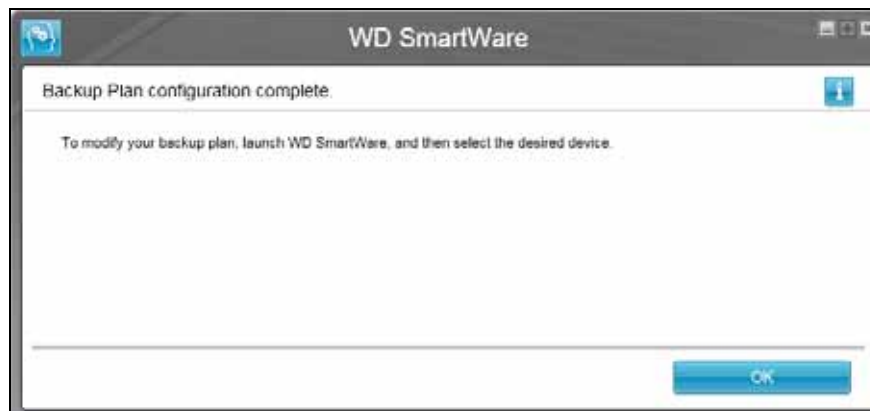 WD SmartWare
Backup Plan configuration complete.
To modify your backup plan, launch WD SmartWare, and then select the desired device.
OK